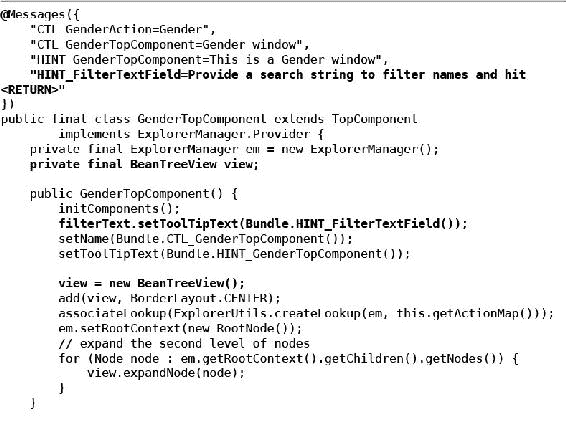 @Messages({
    "CTL_GenderAction=Gender",
    "CTL_GenderTopComponent=Gender window",
    "HINT_GenderTopComponent=This is a Gender window",
    "HINT_FilterTextField=Provide a search string to filter names and hit
<RETURN>"
})
public final class GenderTopComponent extends TopComponent
        implements ExplorerManager.Provider {
    private final ExplorerManager em = new ExplorerManager();
    private final BeanTreeView view;

    public GenderTopComponent() {
        initComponents();
        filterText.setToolTipText(Bundle.HINT_FilterTextField());
        setName(Bundle.CTL_GenderTopComponent());
        setToolTipText(Bundle.HINT_GenderTopComponent());

        view = new BeanTreeView();
        add(view, BorderLayout.CENTER);
        associateLookup(ExplorerUtils.createLookup(em, this.getActionMap()));
        em.setRootContext(new RootNode());
        // expand the second level of nodes
        for (Node node : em.getRootContext().getChildren().getNodes()) {
            view.expandNode(node);
        }
    }